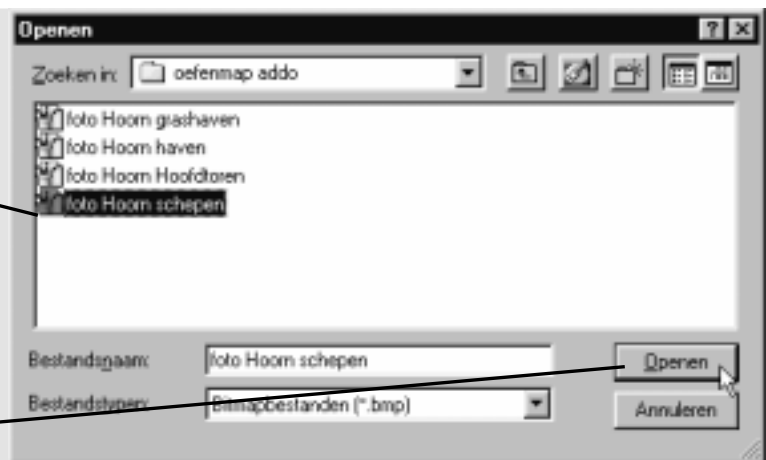 Openen
Zoeken in: oefenmap addo
foto Hoorn grashaven
foto Hoorn haven
foto Hoorn Hoofdtoren
foto Hoorn schepen
Bestandsnaam: foto Hoorn schepen Openen
Bestandstypen: Bitmapbestanden (*.bmp) Annuleren